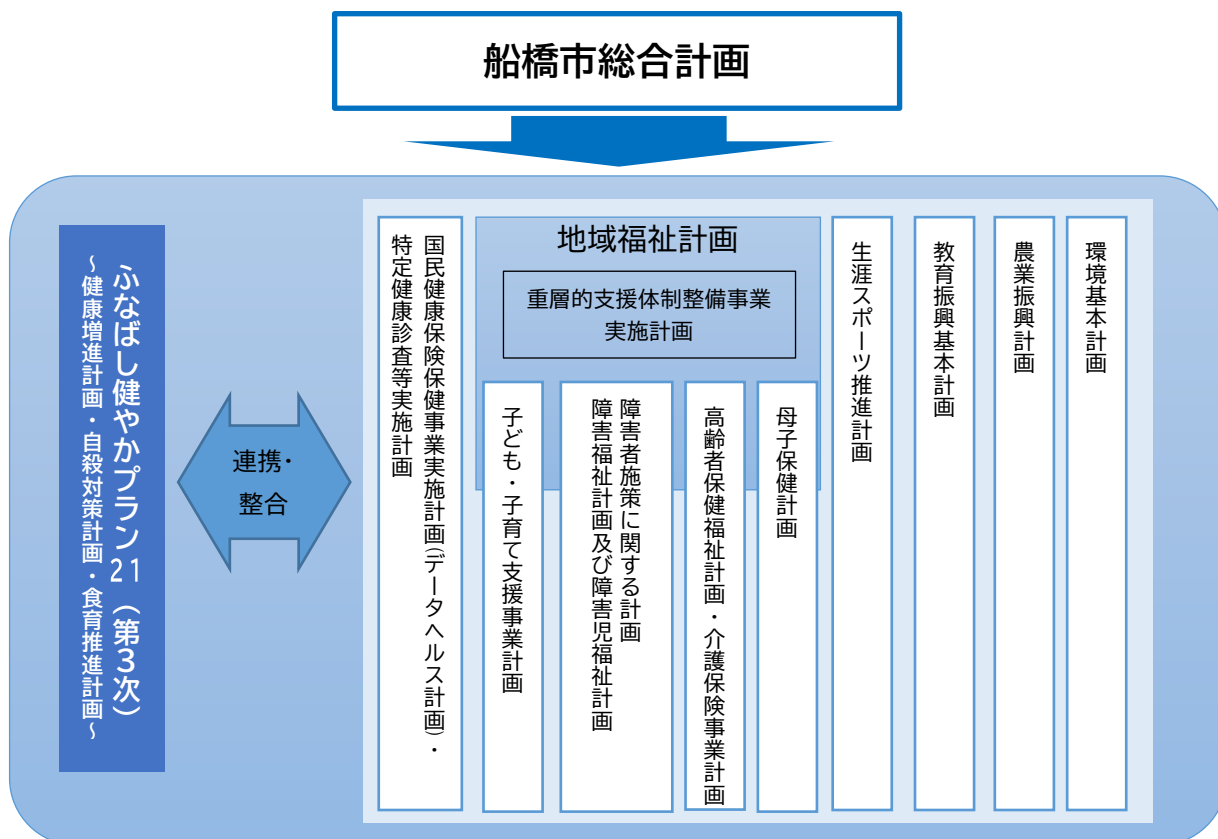 船橋市総合計画
ふなばし健やかプラン21（第3次）
～健康増進計画・自殺対策計画・食育推進計画～
連携・
整合
国民健康保険保健事業実施計画(データヘルス計画)・
特定健康診査等実施計画
地域福祉計画
重層的支援体制整備事業
実施計画
子ども・子育て支援事業計画
障害者施策に関する計画
障害福祉計画及び障害児福祉計画
高齢者保健福祉計画・介護保険事業計画
母子保健計画
生涯スポーツ推進計画
教育振興基本計画
農業振興計画
環境基本計画